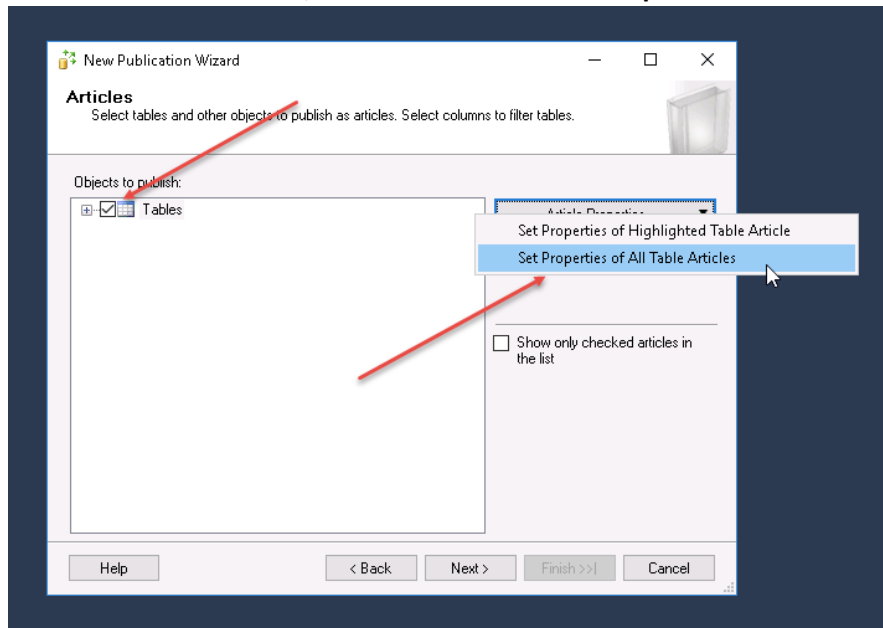 New Publication Wizard
Articles
Select tables and other objects to publish as articles. Select columns to filter tables.
Objects to publish:
Tables
Set Properties of Highlighted Table Article
Set Properties of All Table Articles
Show only checked articles in
the list
Help
< Back
Next >
Finish >>|
Cancel